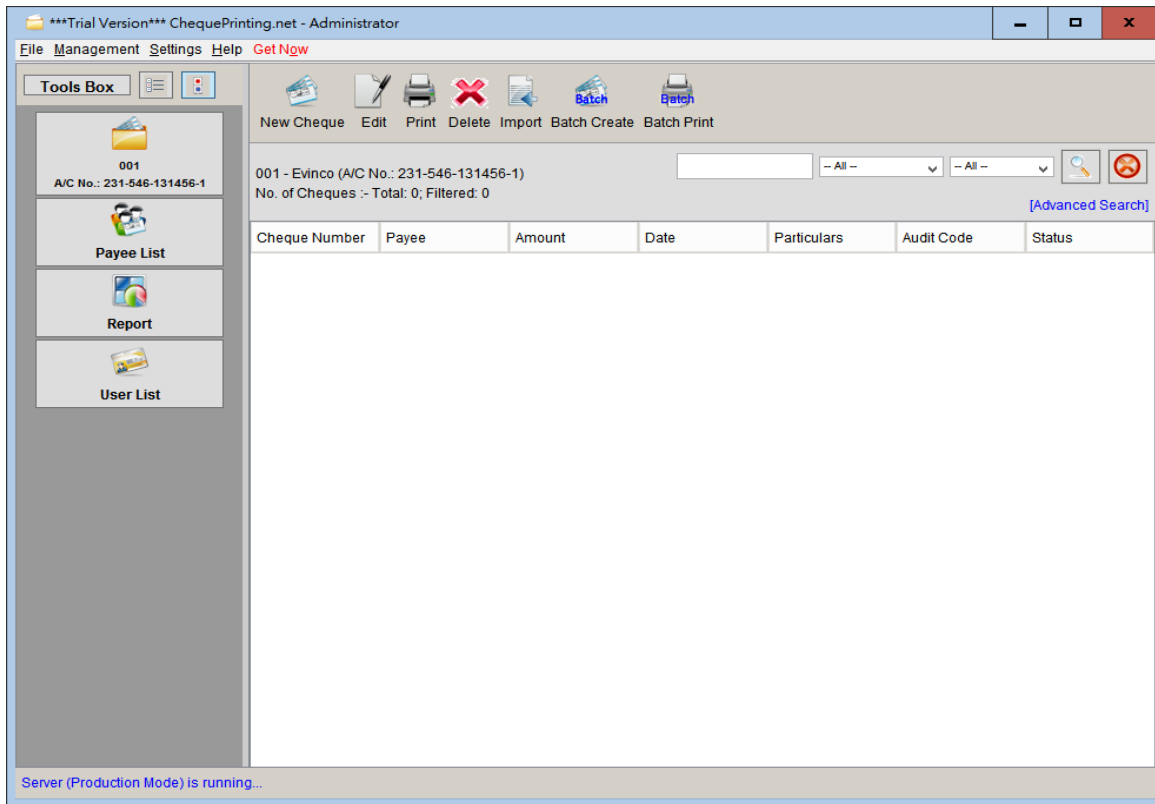 ***Trial Version*** ChequePrinting.net - Administrator
File Management Settings Help Get Now
Tools Box
New Cheque Edit Print Delete Import Batch Create Batch Print
Batch Batch
001
A/C No.: 231-546-131456-1
Payee List
Report
User List
001 - Evinco (A/C No.: 231-546-131456-1)
No. of Cheques :- Total: 0; Filtered: 0
-- All -- -- All --
[Advanced Search]
Cheque Number Payee Amount Date Particulars Audit Code Status
Server (Production Mode) is running...